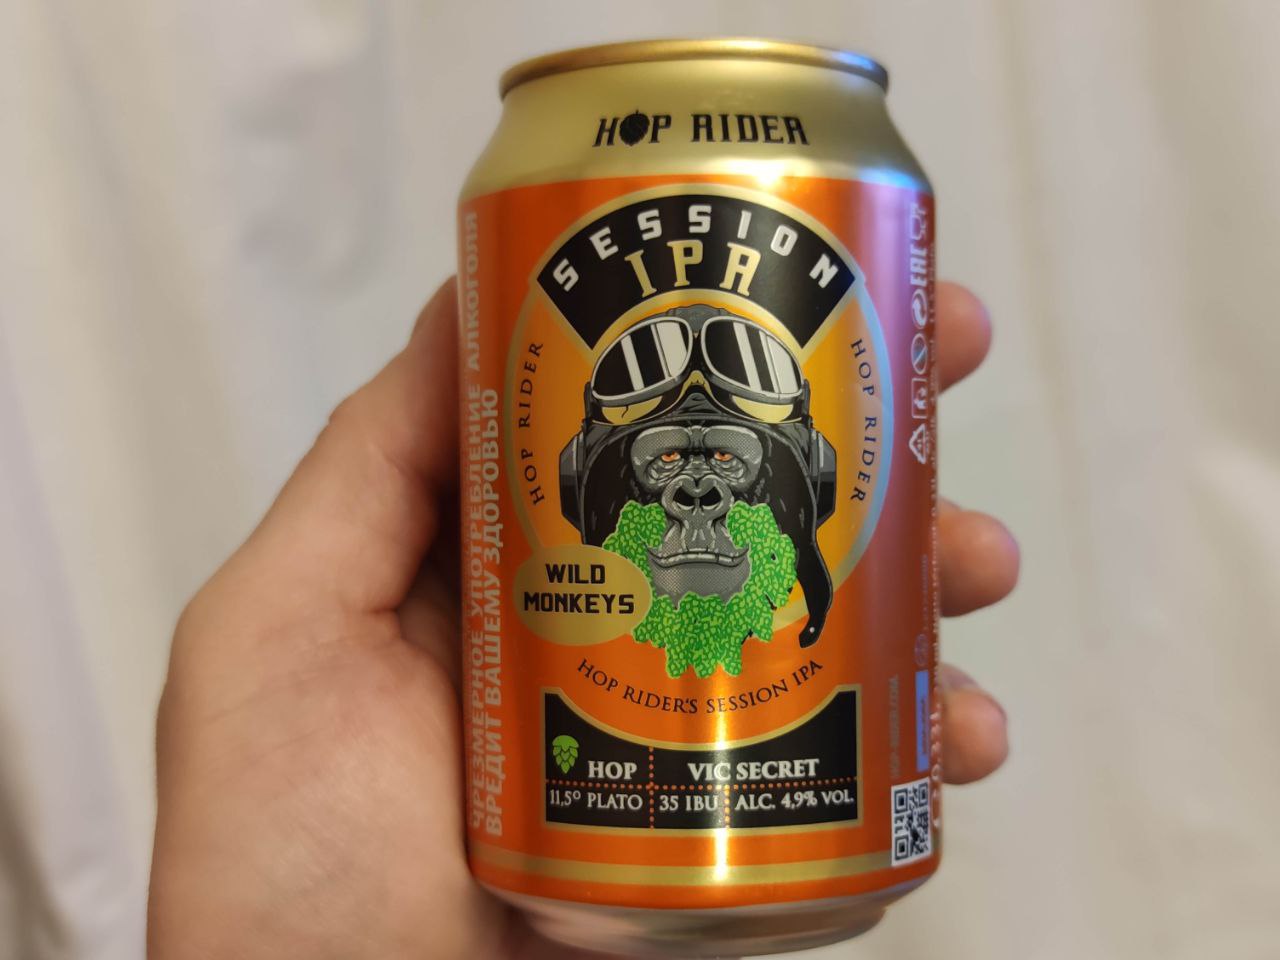 HOP RIDER
SESSION
IPA
HOP RIDER
HOP RIDER
WILD
MONKEYS
HOP RIDER'S SESSION IPA
HOP
VIC SECRET
11,5° PLATO
35 IBU
ALC. 4,9% VOL.
ЧРЕЗМЕРНОЕ УПОТРЕБЛЕНИЕ АЛКОГОЛЯ
ВРЕДИТ ВАШЕМУ ЗДОРОВЬЮ
EAC